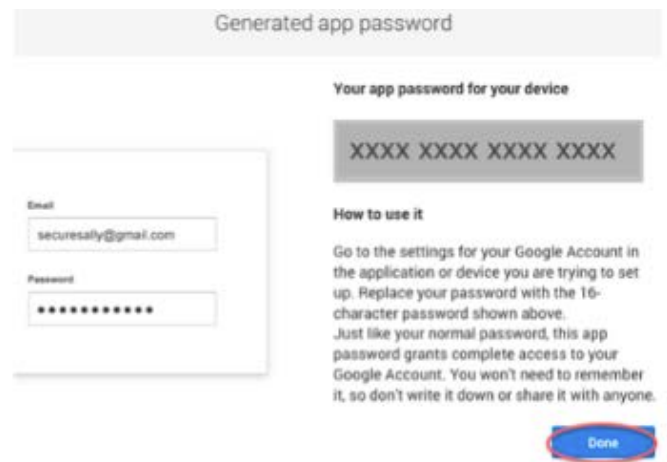 Generated app password
Your app password for your device
XXXX XXXX XXXX XXXX
Email
securesally@gmail.com
Password
How to use it
Go to the settings for your Google Account in
the application or device you are trying to set
up. Replace your password with the 16-
character password shown above.
Just like your normal password, this app
password grants complete access to your
Google Account. You won't need to remember
it, so don't write it down or share it with anyone.
Done